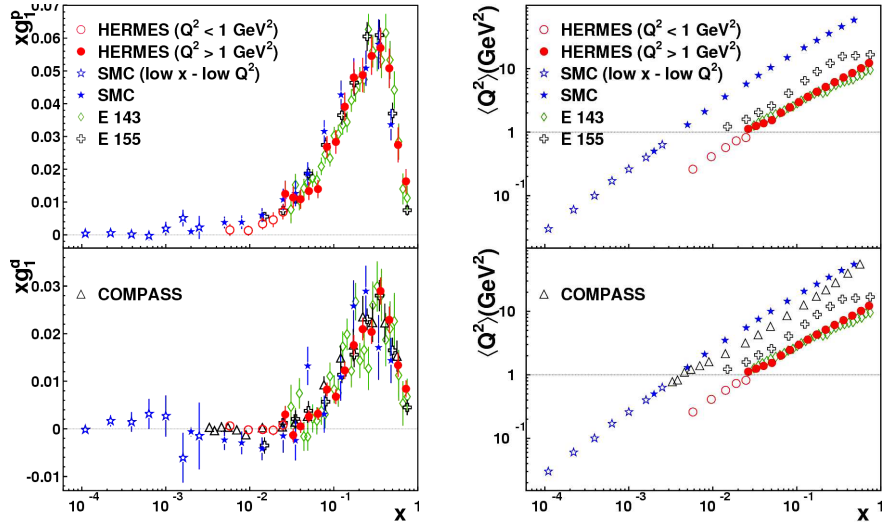 xg₁ᵖ
0.06
0.05
0.04
0.03
0.02
0.01
0
HERMES (Q² < 1 GeV²)
HERMES (Q² > 1 GeV²)
SMC (low x - low Q²)
SMC
E 143
E 155
⟨Q²⟩(GeV²)
10
1
10⁻¹
HERMES (Q² < 1 GeV²)
HERMES (Q² > 1 GeV²)
SMC (low x - low Q²)
SMC
E 143
E 155
xg₁ᵈ
0.03
0.02
0.01
0
-0.01
COMPASS
10⁻⁴ 10⁻³ 10⁻² 10⁻¹ 1
x
⟨Q²⟩(GeV²)
10
1
10⁻¹
COMPASS
10⁻⁴ 10⁻³ 10⁻² 10⁻¹ 1
x